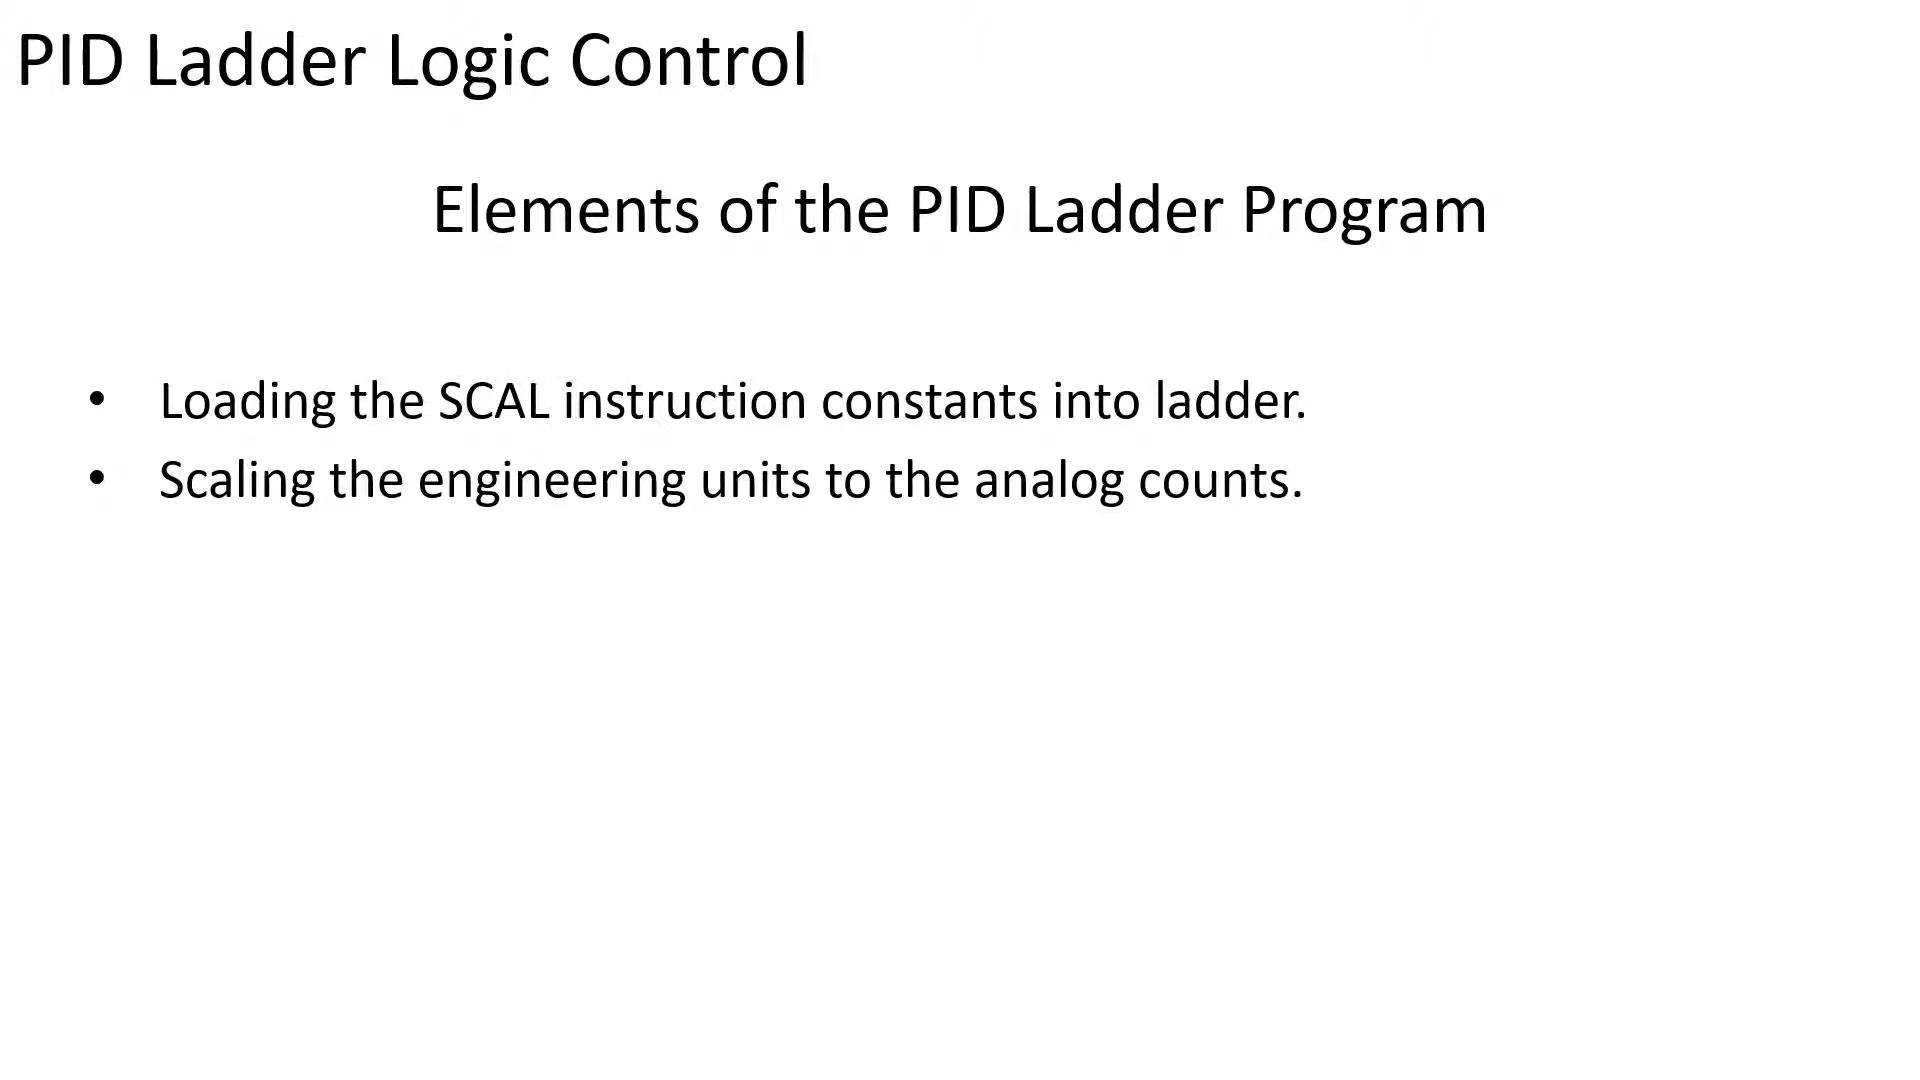 PID Ladder Logic Control
Elements of the PID Ladder Program
• Loading the SCAL instruction constants into ladder.
• Scaling the engineering units to the analog counts.